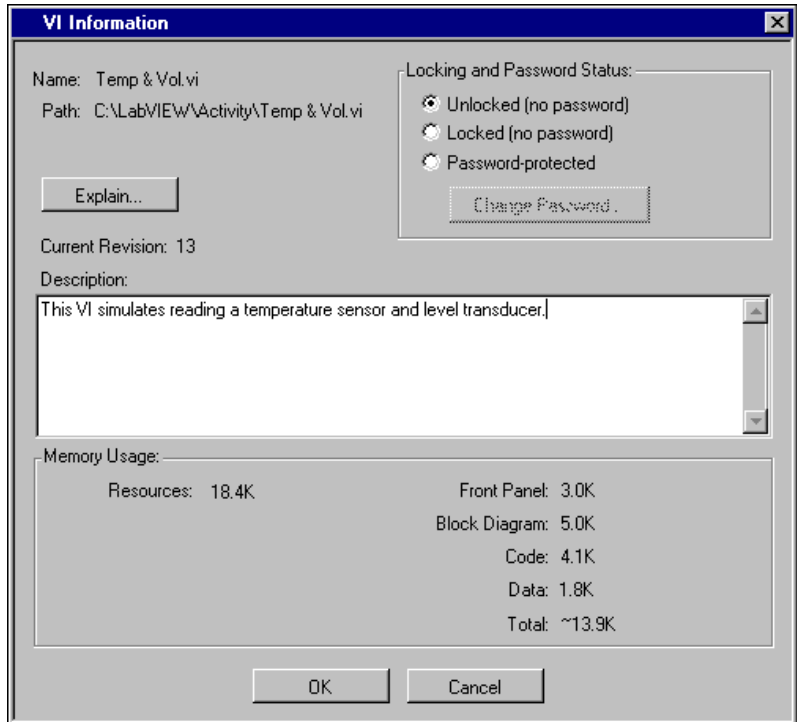 VI Information
Name: Temp & Vol.vi
Path: C:\LabVIEW\Activity\Temp & Vol.vi
Locking and Password Status:
Unlocked (no password)
Locked (no password)
Password-protected
Change Password..
Explain...
Current Revision: 13
Description:
This VI simulates reading a temperature sensor and level transducer.
Memory Usage:
Resources: 18.4K
Front Panel: 3.0K
Block Diagram: 5.0K
Code: 4.1K
Data: 1.8K
Total: ~13.9K
OK
Cancel